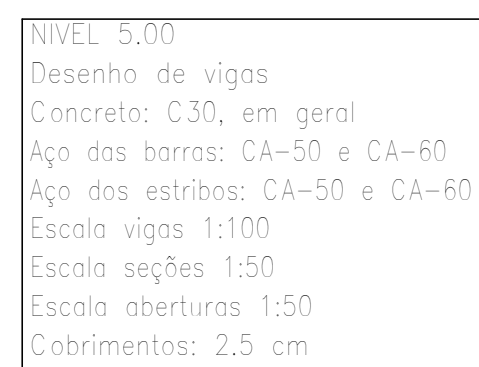 NIVEL 5.00
Desenho de vigas
Concreto: C30, em geral
Aço das barras: CA-50 e CA-60
Aço dos estribos: CA-50 e CA-60
Escala vigas 1:100
Escala seções 1:50
Escala aberturas 1:50
Cobrimentos: 2.5 cm